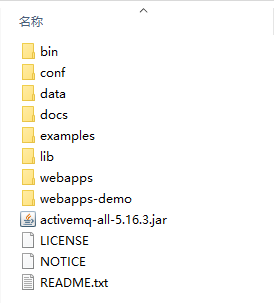 名称
bin
conf
data
docs
examples
lib
webapps
webapps-demo
activemq-all-5.16.3.jar
LICENSE
NOTICE
README.txt